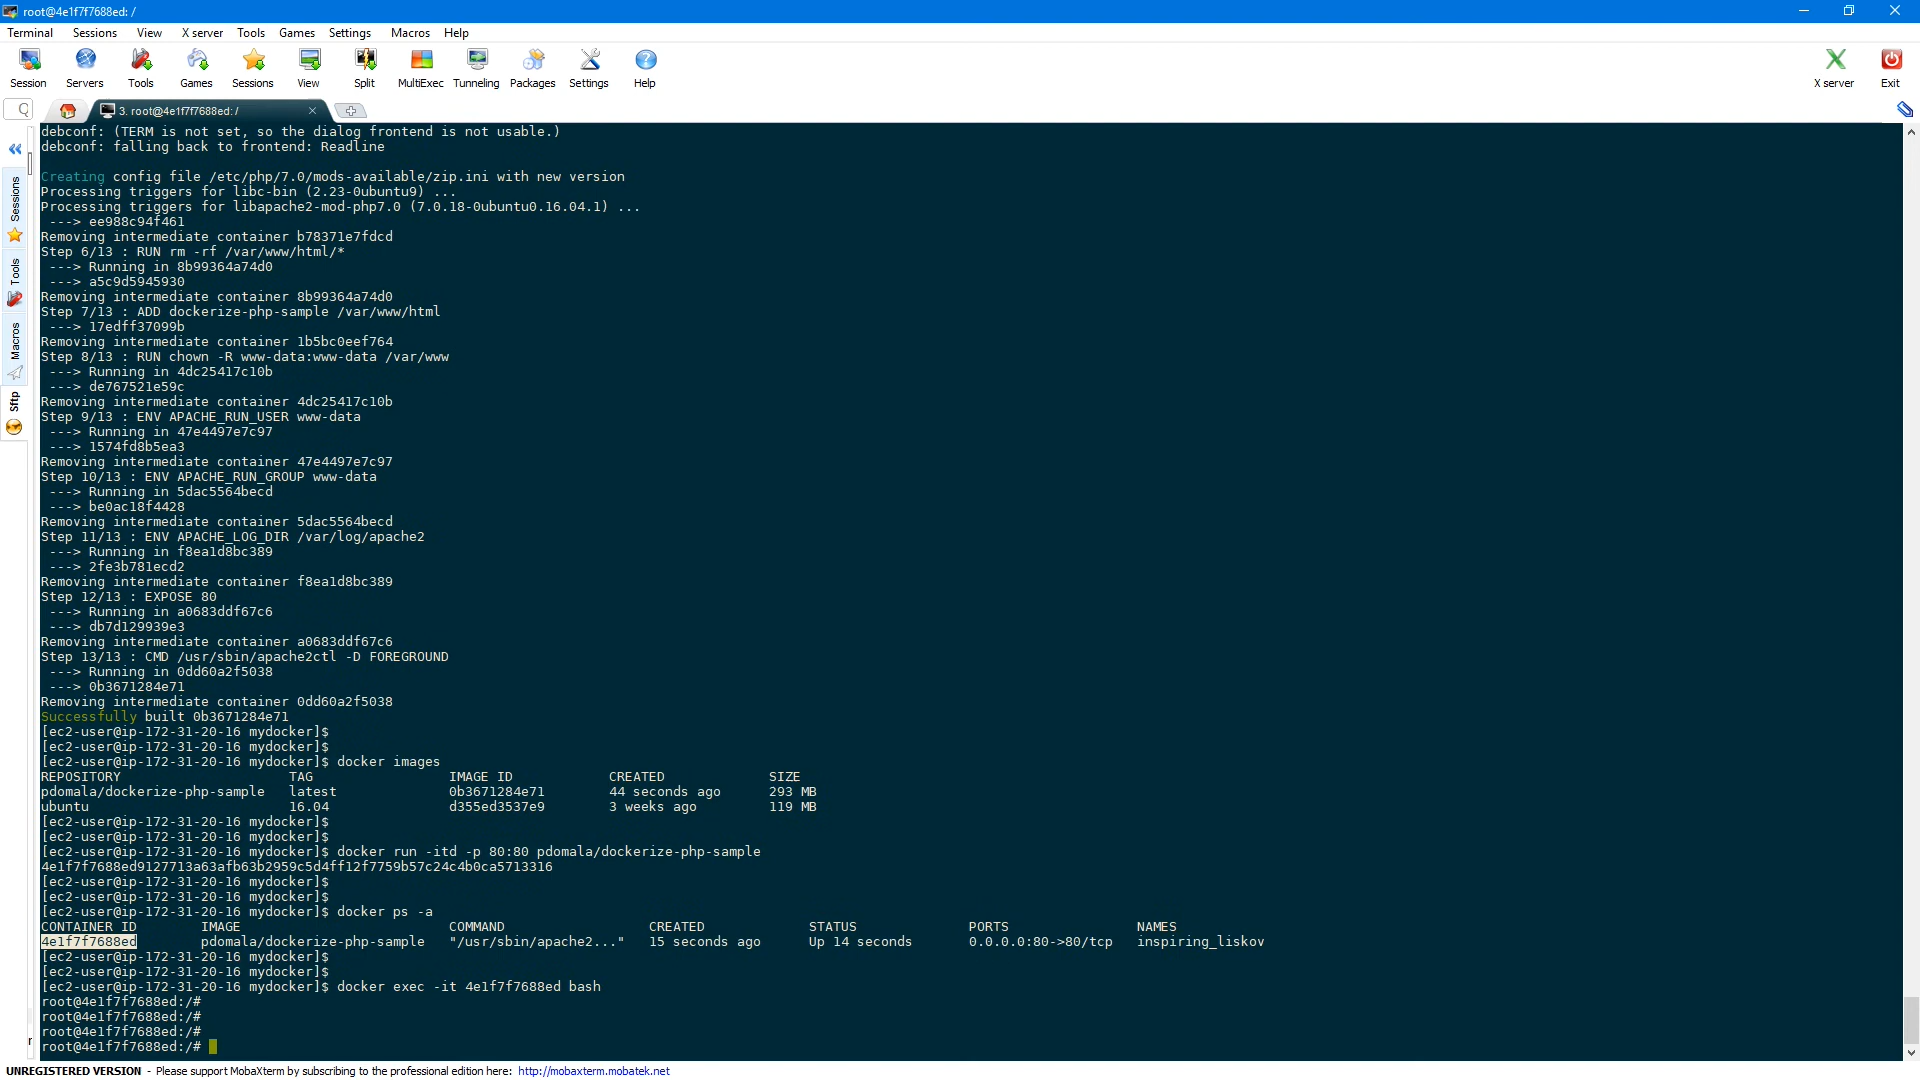 root@4e1f7f7688ed: /
Terminal Sessions View X server Tools Games Settings Macros Help
Session Servers Tools Games Sessions View Split MultiExec Tunneling Packages Settings Help X server Exit
3. root@4e1f7f7688ed: /
Sessions
Tools
Macros
Sftp
debconf: (TERM is not set, so the dialog frontend is not usable.)
debconf: falling back to frontend: Readline
Creating config file /etc/php/7.0/mods-available/zip.ini with new version
Processing triggers for libc-bin (2.23-0ubuntu9) ...
Processing triggers for libapache2-mod-php7.0 (7.0.18-0ubuntu0.16.04.1) ...
---> ee988c94f461
Removing intermediate container b78371e7fdcd
Step 6/13 : RUN rm -rf /var/www/html/*
---> Running in 8b99364a74d0
---> a5c9d5945930
Removing intermediate container 8b99364a74d0
Step 7/13 : ADD dockerize-php-sample /var/www/html
---> 17edff37099b
Removing intermediate container 1b5bc0eef764
Step 8/13 : RUN chown -R www-data:www-data /var/www
---> Running in 4dc25417c10b
---> de767521e59c
Removing intermediate container 4dc25417c10b
Step 9/13 : ENV APACHE_RUN_USER www-data
---> Running in 47e4497e7c97
---> 1574fd8b5ea3
Removing intermediate container 47e4497e7c97
Step 10/13 : ENV APACHE_RUN_GROUP www-data
---> Running in 5dac5564becd
---> be0ac18f4428
Removing intermediate container 5dac5564becd
Step 11/13 : ENV APACHE_LOG_DIR /var/log/apache2
---> Running in f8ea1d8bc389
---> 2fe3b781ecd2
Removing intermediate container f8ea1d8bc389
Step 12/13 : EXPOSE 80
---> Running in a0683ddf67c6
---> db7d129939e3
Removing intermediate container a0683ddf67c6
Step 13/13 : CMD /usr/sbin/apache2ctl -D FOREGROUND
---> Running in 0dd60a2f5038
---> 0b3671284e71
Removing intermediate container 0dd60a2f5038
Successfully built 0b3671284e71
[ec2-user@ip-172-31-20-16 mydocker]$
[ec2-user@ip-172-31-20-16 mydocker]$
[ec2-user@ip-172-31-20-16 mydocker]$ docker images
REPOSITORY TAG IMAGE ID CREATED SIZE
pdomala/dockerize-php-sample latest 0b3671284e71 44 seconds ago 293 MB
ubuntu 16.04 d355ed3537e9 3 weeks ago 119 MB
[ec2-user@ip-172-31-20-16 mydocker]$
[ec2-user@ip-172-31-20-16 mydocker]$
[ec2-user@ip-172-31-20-16 mydocker]$ docker run -itd -p 80:80 pdomala/dockerize-php-sample
4e1f7f7688ed9127713a63afb63b2959c5d4ff12f7759b57c24c4b0ca5713316
[ec2-user@ip-172-31-20-16 mydocker]$
[ec2-user@ip-172-31-20-16 mydocker]$
[ec2-user@ip-172-31-20-16 mydocker]$ docker ps -a
CONTAINER ID IMAGE COMMAND CREATED STATUS PORTS NAMES
4e1f7f7688ed pdomala/dockerize-php-sample "/usr/sbin/apache2..." 15 seconds ago Up 14 seconds 0.0.0.0:80->80/tcp inspiring_liskov
[ec2-user@ip-172-31-20-16 mydocker]$
[ec2-user@ip-172-31-20-16 mydocker]$
[ec2-user@ip-172-31-20-16 mydocker]$ docker exec -it 4e1f7f7688ed bash
root@4e1f7f7688ed:/#
root@4e1f7f7688ed:/#
root@4e1f7f7688ed:/#
root@4e1f7f7688ed:/#
UNREGISTERED VERSION - Please support MobaXterm by subscribing to the professional edition here: http://mobaxterm.mobatek.net